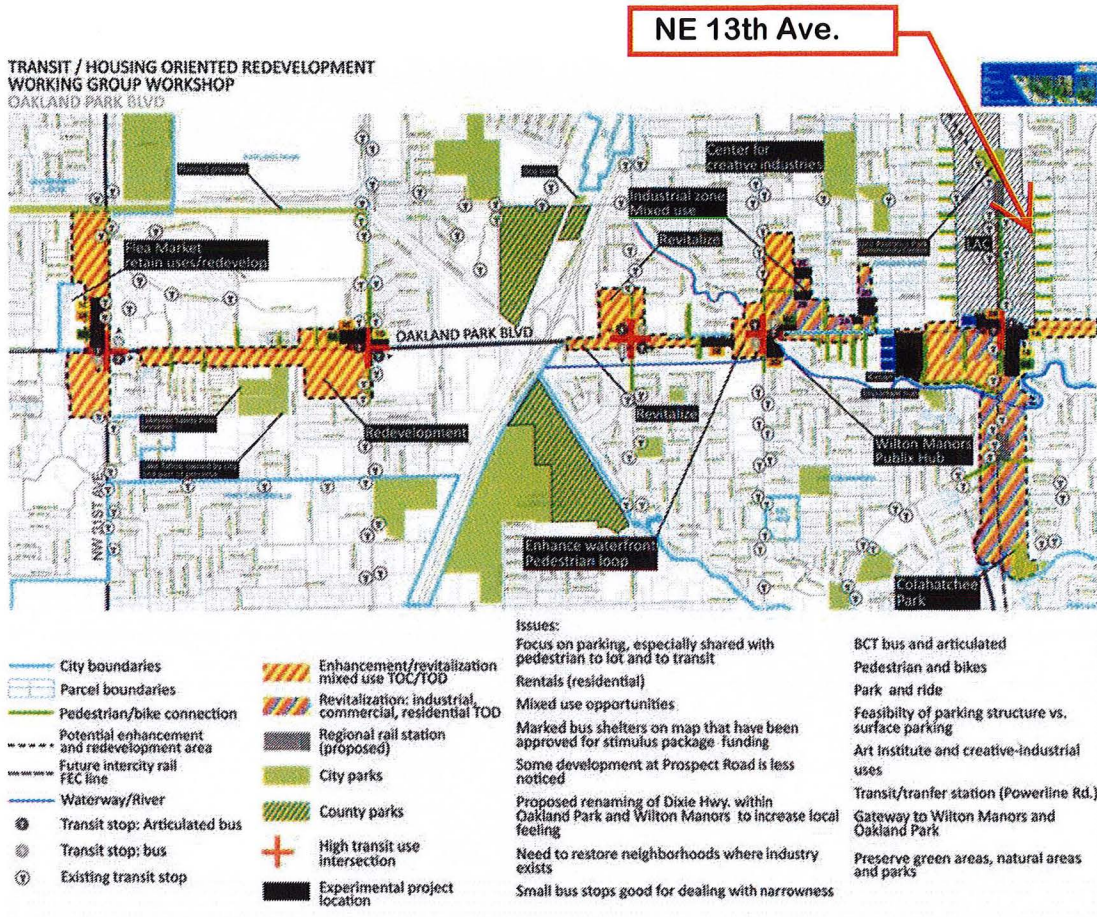 NE 13th Ave.
TRANSIT / HOUSING ORIENTED REDEVELOPMENT
WORKING GROUP WORKSHOP
OAKLAND PARK BLVD
Center for
creative industries
Industrial zone
Mixed use
Flea Market
retain uses/redevelop
Revitalize
LAC
OAKLAND PARK BLVD
Revitalize
Redevelopment
Wilton Manors
Publix Hub
NW 31ST AVE
Enhance waterfront
Pedestrian loop
Colahatchee
Park
City boundaries
Parcel boundaries
Pedestrian/bike connection
Potential enhancement
and redevelopment area
Future intercity rail
FEC line
Waterway/River
Transit stop: Articulated bus
Transit stop: bus
Existing transit stop
Enhancement/revitalization
mixed use TOC/TOD
Revitalization: industrial,
commercial, residential TOD
Regional rail station
(proposed)
City parks
County parks
High transit use
intersection
Experimental project
location
Issues:
Focus on parking, especially shared with
pedestrian to lot and to transit
Rentals (residential)
Mixed use opportunities
Marked bus shelters on map that have been
approved for stimulus package funding
Some development at Prospect Road is less
noticed
Proposed renaming of Dixie Hwy. within
Oakland Park and Wilton Manors to increase local
feeling
Need to restore neighborhoods where industry
exists
Small bus stops good for dealing with narrowness
BCT bus and articulated
Pedestrian and bikes
Park and ride
Feasibilty of parking structure vs.
surface parking
Art Institute and creative-industrial
uses
Transit/tranfer station (Powerline Rd.)
Gateway to Wilton Manors and
Oakland Park
Preserve green areas, natural areas
and parks